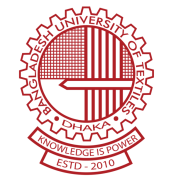 BANGLADESH UNIVERSITY OF TEXTILES
DHAKA
KNOWLEDGE IS POWER
ESTD - 2010